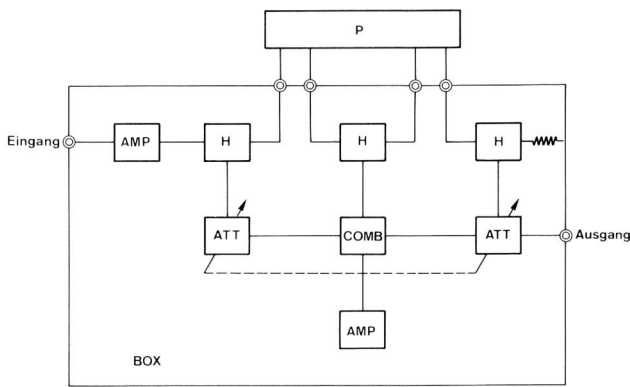 P
Eingang
AMP
H
H
H
ATT
COMB
ATT
Ausgang
AMP
BOX